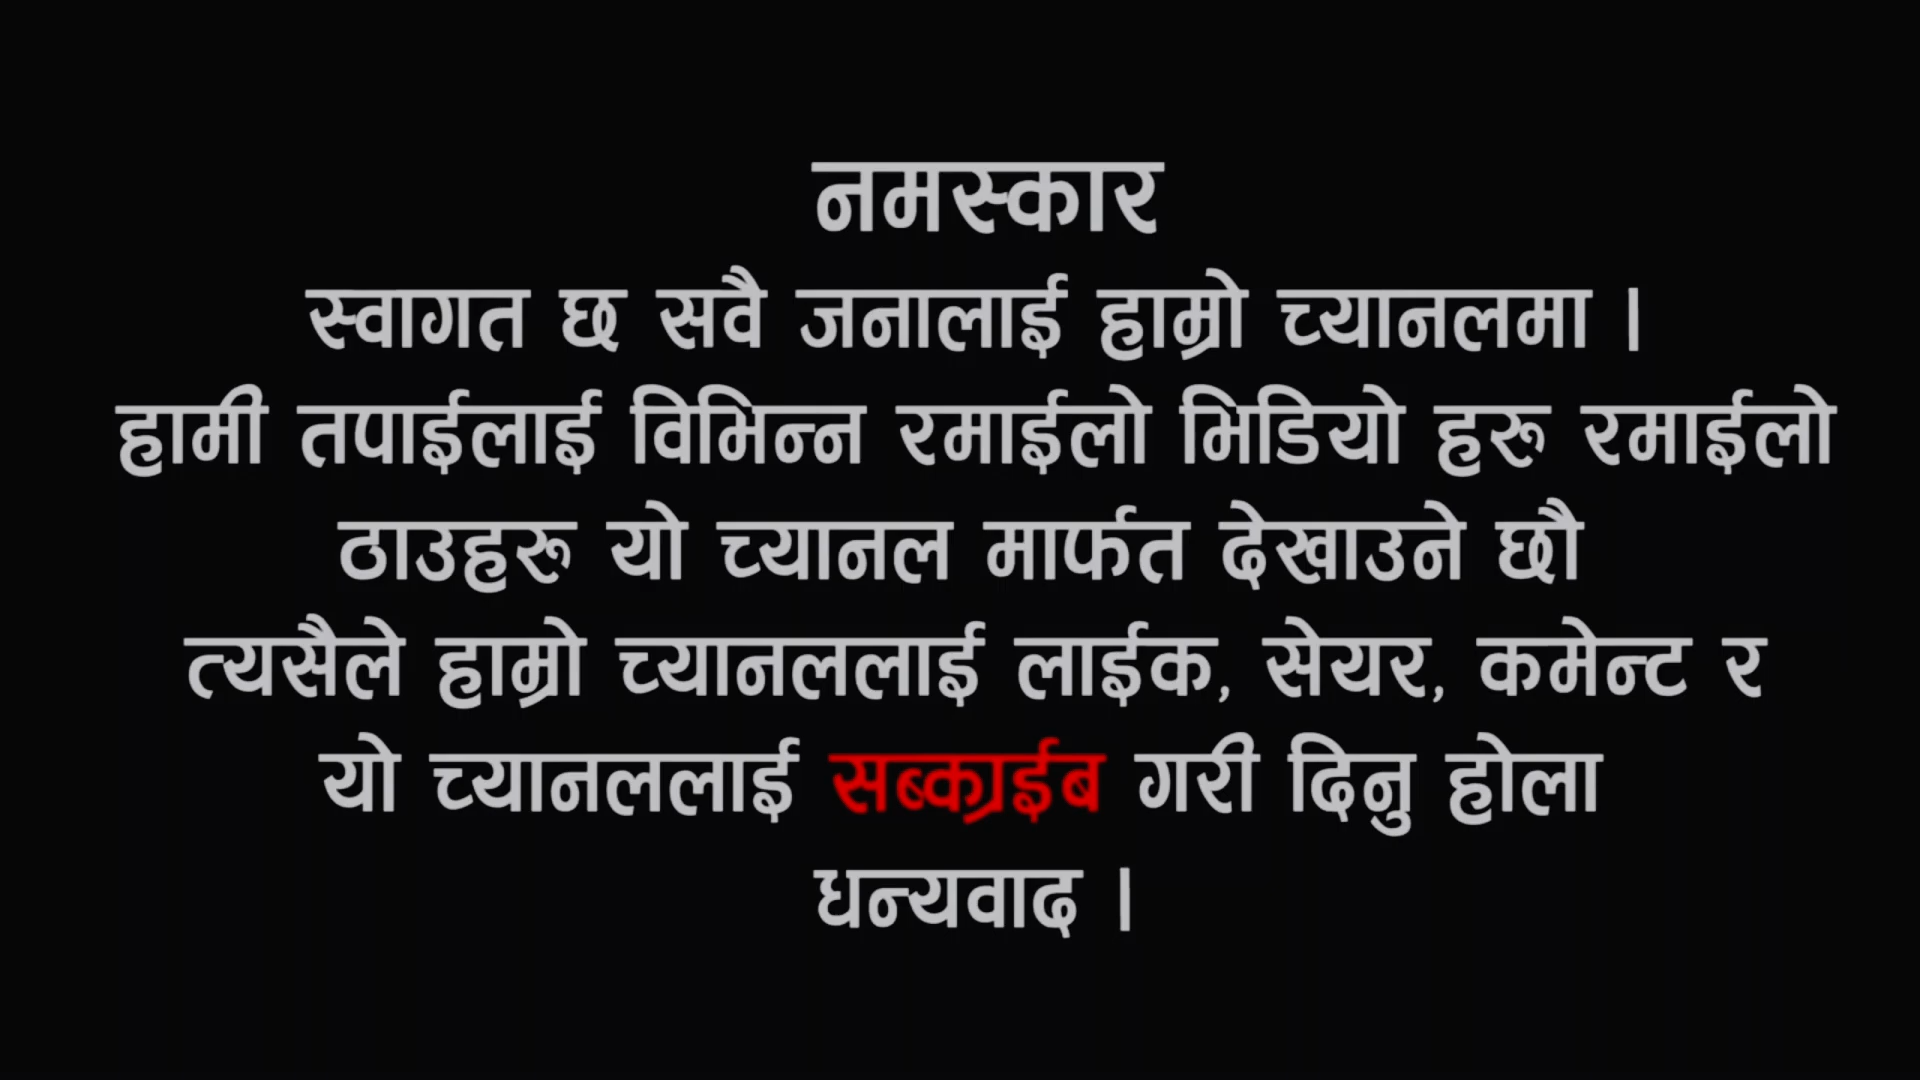 नमस्कार
स्वागत छ सवै जनालाई हाम्रो च्यानलमा ।
हामी तपाईलाई विभिन्न रमाईलो भिडियो हरू रमाईलो
ठाउहरू यो च्यानल मार्फत देखाउने छौ
त्यसैले हाम्रो च्यानललाई लाईक, सेयर, कमेन्ट र
यो च्यानललाई सब्क्राईब गरी दिनु होला
धन्यवाद ।